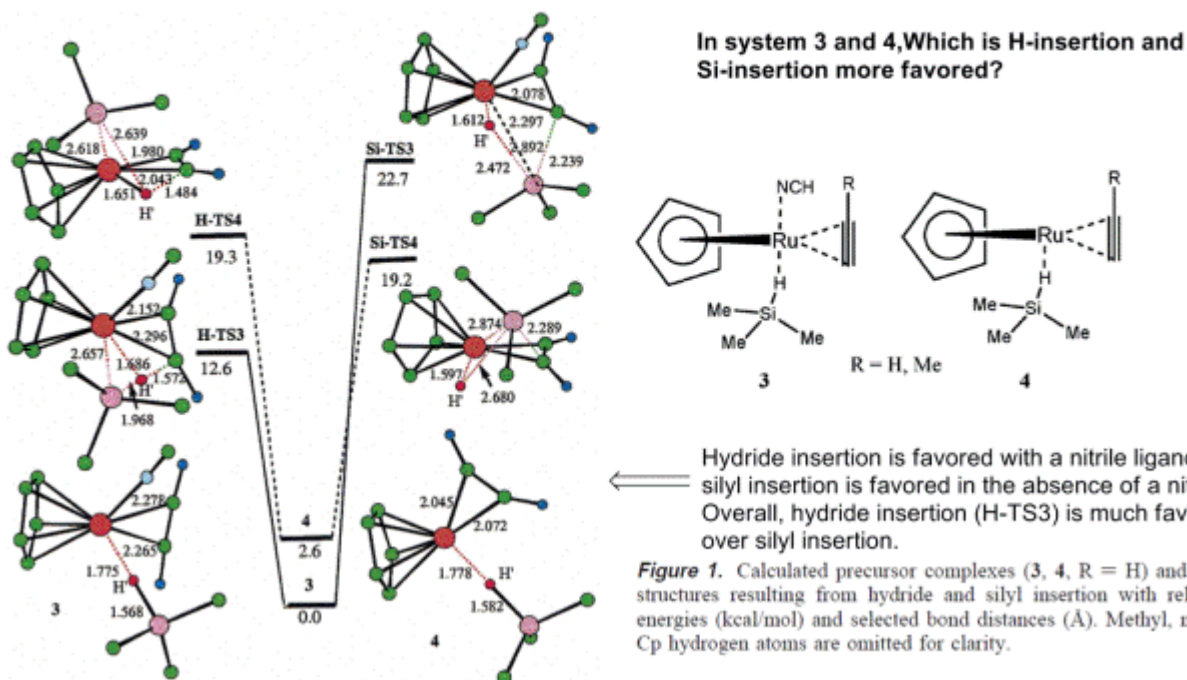 In system 3 and 4,Which is H-insertion and
Si-insertion more favored?
2.639
2.618
1.980
2.043
1.651
1.484
H'
H-TS4
19.3
2.152
2.296
2.657
1.686
1.572
H'
1.968
H-TS3
12.6
2.278
2.265
1.775
H'
1.568
3
4
2.6
3
0.0
Si-TS3
22.7
Si-TS4
19.2
2.078
1.612
2.297
H'
2.892
2.472
2.239
2.874
2.289
1.597
H'
2.680
2.045
2.072
1.778
H'
1.582
4
NCH
R
Ru
H
Me
Si
Me
Me
3
R = H, Me
R
Ru
H
Me
Si
Me
Me
4
Hydride insertion is favored with a nitrile ligan
silyl insertion is favored in the absence of a ni
Overall, hydride insertion (H-TS3) is much fav
over silyl insertion.
Figure 1. Calculated precursor complexes (3, 4, R = H) and
structures resulting from hydride and silyl insertion with rel
energies (kcal/mol) and selected bond distances (Å). Methyl,
Cp hydrogen atoms are omitted for clarity.